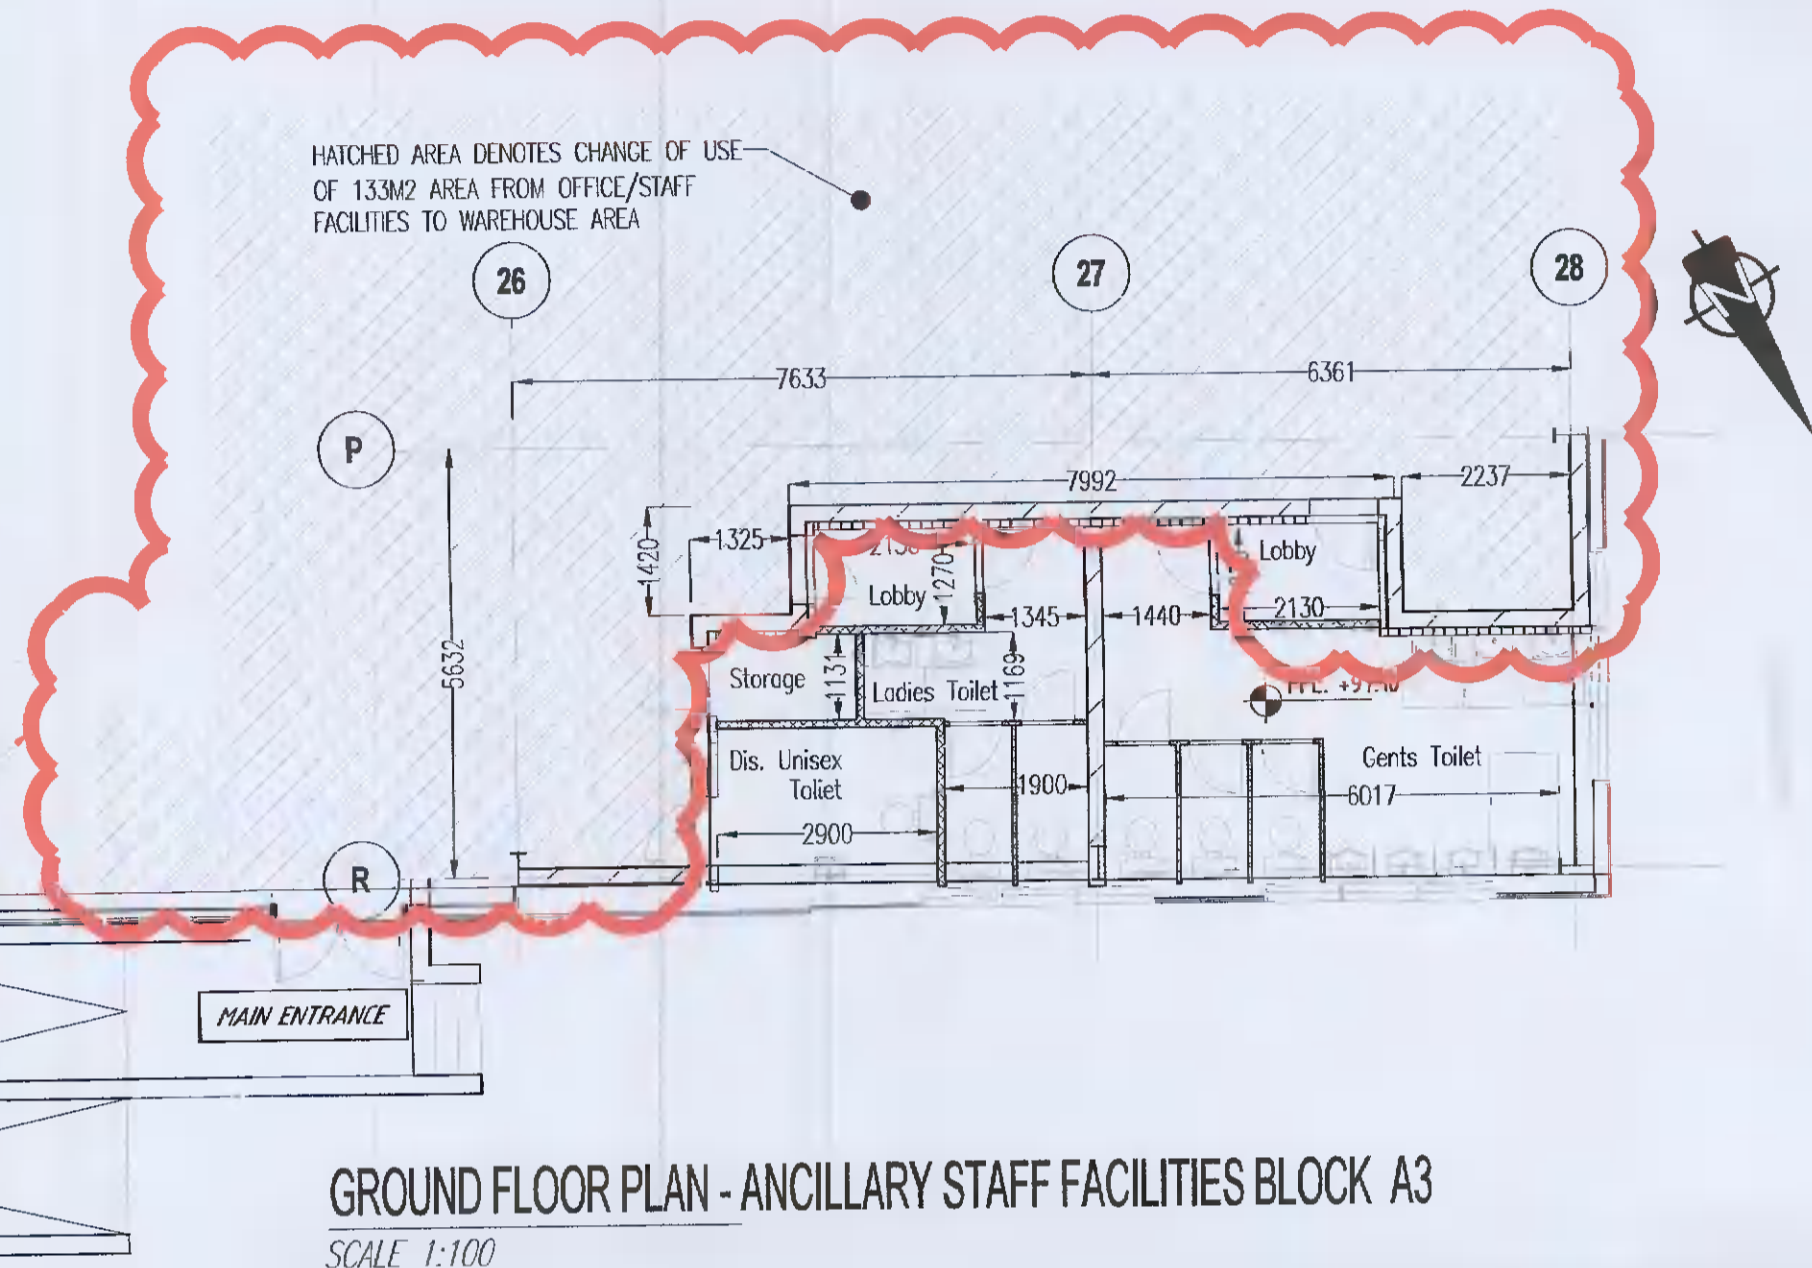 HATCHED AREA DENOTES CHANGE OF USE
OF 133M2 AREA FROM OFFICE/STAFF
FACILITIES TO WAREHOUSE AREA
26
27
28
7633
6361
P
7992
2237
1420
1325
Lobby
1270
Lobby
1345
1440
2130
5632
Storage
1131
Ladies Toilet
1169
FFL:
Dis. Unisex
Toliet
Gents Toilet
1900
6017
2900
R
MAIN ENTRANCE
GROUND FLOOR PLAN - ANCILLARY STAFF FACILITIES BLOCK A3
SCALE 1:100